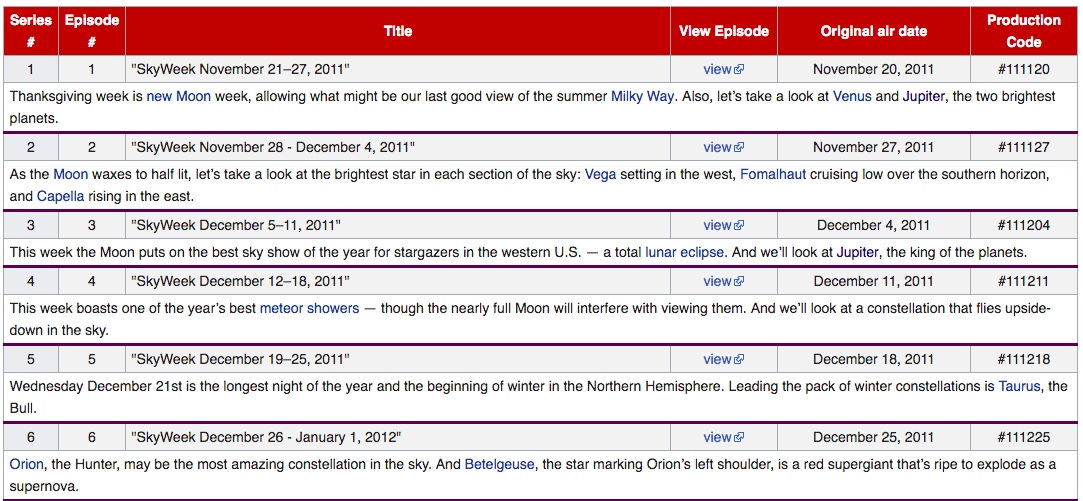 Series # Episode # Title View Episode Original air date Production Code
1 1 "SkyWeek November 21–27, 2011" view November 20, 2011 #111120
Thanksgiving week is new Moon week, allowing what might be our last good view of the summer Milky Way. Also, let's take a look at Venus and Jupiter, the two brightest
planets.
2 2 "SkyWeek November 28 - December 4, 2011" view November 27, 2011 #111127
As the Moon waxes to half lit, let's take a look at the brightest star in each section of the sky: Vega setting in the west, Fomalhaut cruising low over the southern horizon,
and Capella rising in the east.
3 3 "SkyWeek December 5–11, 2011" view December 4, 2011 #111204
This week the Moon puts on the best sky show of the year for stargazers in the western U.S. — a total lunar eclipse. And we'll look at Jupiter, the king of the planets.
4 4 "SkyWeek December 12–18, 2011" view December 11, 2011 #111211
This week boasts one of the year's best meteor showers — though the nearly full Moon will interfere with viewing them. And we'll look at a constellation that flies upside-
down in the sky.
5 5 "SkyWeek December 19–25, 2011" view December 18, 2011 #111218
Wednesday December 21st is the longest night of the year and the beginning of winter in the Northern Hemisphere. Leading the pack of winter constellations is Taurus, the
Bull.
6 6 "SkyWeek December 26 - January 1, 2012" view December 25, 2011 #111225
Orion, the Hunter, may be the most amazing constellation in the sky. And Betelgeuse, the star marking Orion's left shoulder, is a red supergiant that's ripe to explode as a
supernova.